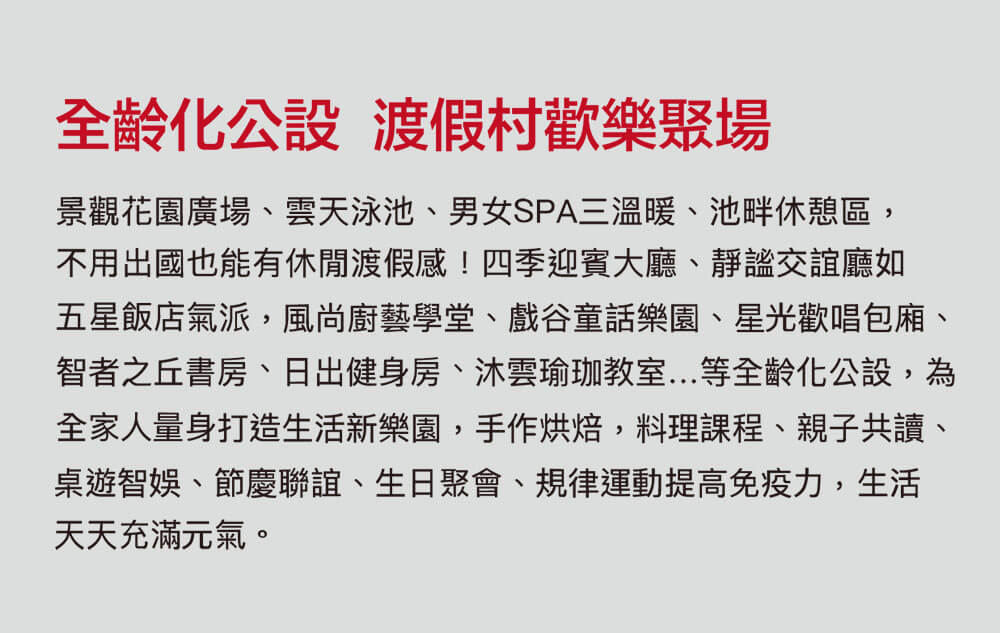 全齡化公設 渡假村歡樂聚場
景觀花園廣場、雲天泳池、男女SPA三溫暖、池畔休憩區，
不用出國也能有休閒渡假感！四季迎賓大廳、靜謐交誼廳如
五星飯店氣派，風尚廚藝學堂、戲谷童話樂園、星光歡唱包廂、
智者之丘書房、日出健身房、沐雲瑜珈教室…等全齡化公設，為
全家人量身打造生活新樂園，手作烘焙，料理課程、親子共讀、
桌遊智娛、節慶聯誼、生日聚會、規律運動提高免疫力，生活
天天充滿元氣。